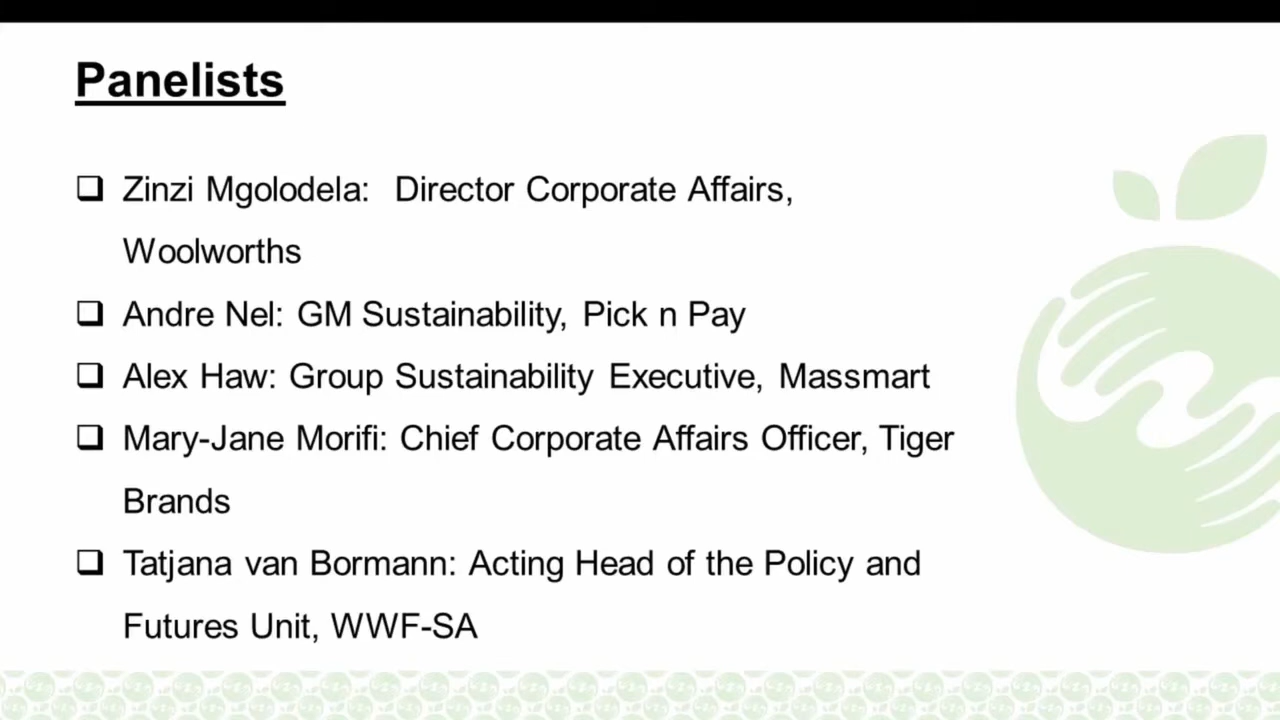 Panelists
❑ Zinzi Mgolodela: Director Corporate Affairs,
Woolworths
❑ Andre Nel: GM Sustainability, Pick n Pay
❑ Alex Haw: Group Sustainability Executive, Massmart
❑ Mary-Jane Morifi: Chief Corporate Affairs Officer, Tiger
Brands
❑ Tatjana van Bormann: Acting Head of the Policy and
Futures Unit, WWF-SA